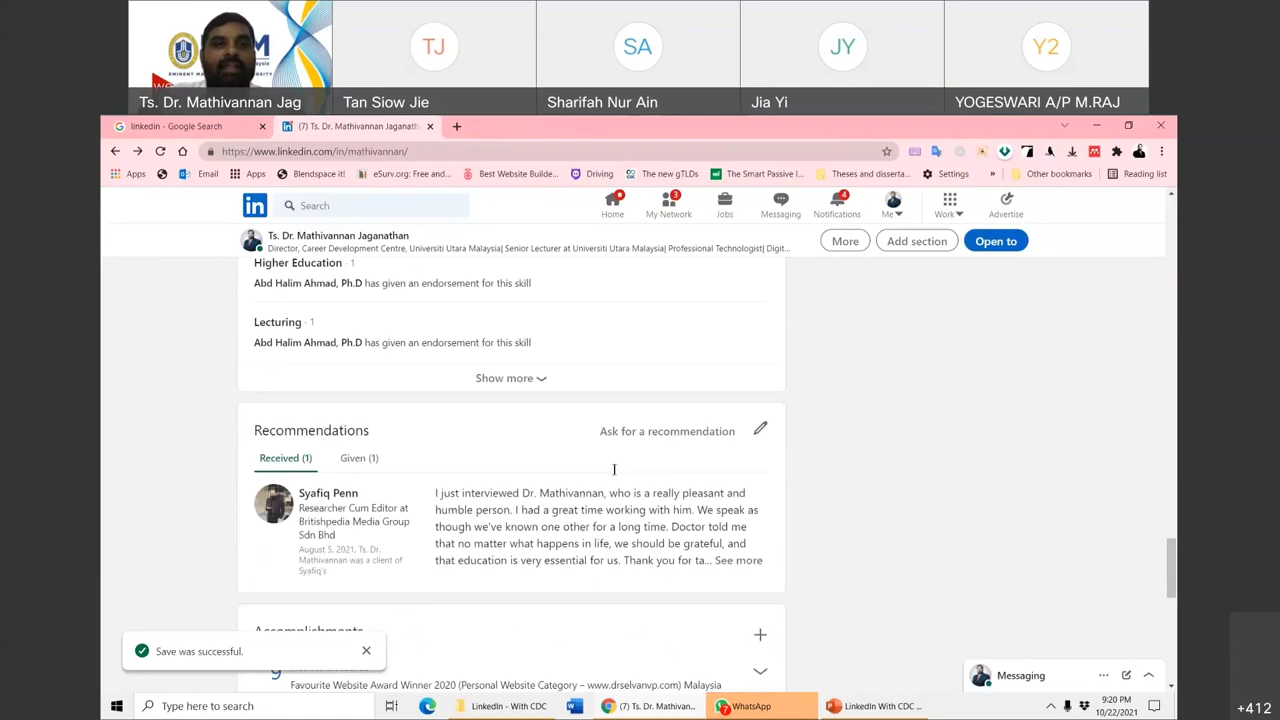 TJ
SA
JY
Y2
Ts. Dr. Mathivannan Jag
Tan Siow Jie
Sharifah Nur Ain
Jia Yi
YOGESWARI A/P M.RAJ
linkedin - Google Search
(7) Ts. Dr. Mathivannan Jaganath
https://www.linkedin.com/in/mathivannan/
Apps
Email
Apps
Blendspace it!
eSurv.org: Free and...
Best Website Builde...
Driving
The new gTLDs
The Smart Passive I...
Theses and disserta...
Settings
»
Other bookmarks
Reading list
in
Search
Home
3
My Network
Jobs
Messaging
4
Notifications
Me
Work
Advertise
Ts. Dr. Mathivannan Jaganathan
Director, Career Development Centre, Universiti Utara Malaysia| Senior Lecturer at Universiti Utara Malaysia| Professional Technologist| Digit...
More
Add section
Open to
Higher Education · 1
Abd Halim Ahmad, Ph.D has given an endorsement for this skill
Lecturing · 1
Abd Halim Ahmad, Ph.D has given an endorsement for this skill
Show more
Recommendations
Ask for a recommendation
Received (1)
Given (1)
Syafiq Penn
Researcher Cum Editor at
Britishpedia Media Group
Sdn Bhd
August 5, 2021, Ts. Dr.
Mathivannan was a client of
Syafiq's
I just interviewed Dr. Mathivannan, who is a really pleasant and
humble person. I had a great time working with him. We speak as
though we've known one other for a long time. Doctor told me
that no matter what happens in life, we should be grateful, and
that education is very essential for us. Thank you for ta... See more
Accomplishments
9
Favourite Website Award Winner 2020 (Personal Website Category – www.drselvanvp.com) Malaysia
Save was successful.
Messaging
Type here to search
LinkedIn - With CDC
(7) Ts. Dr. Mathivan...
7
WhatsApp
LinkedIn With CDC ...
9:20 PM
10/22/2021
+412